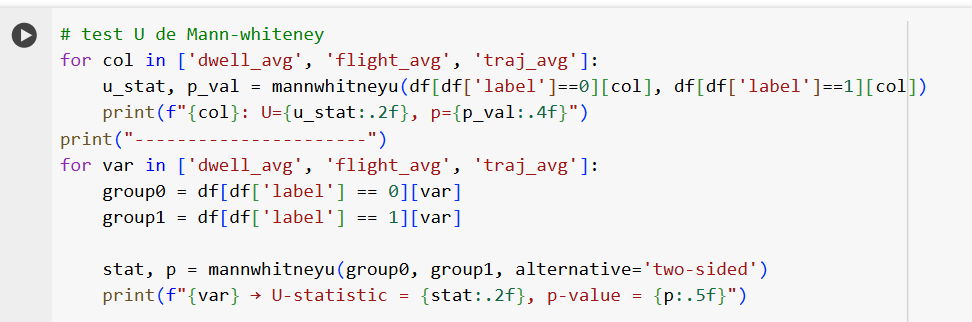 # test U de Mann-whiteney
for col in ['dwell_avg', 'flight_avg', 'traj_avg']:
    u_stat, p_val = mannwhitneyu(df[df['label']==0][col], df[df['label']==1][col])
    print(f"{col}: U={u_stat:.2f}, p={p_val:.4f}")
print("----------------------")
for var in ['dwell_avg', 'flight_avg', 'traj_avg']:
    group0 = df[df['label'] == 0][var]
    group1 = df[df['label'] == 1][var]

    stat, p = mannwhitneyu(group0, group1, alternative='two-sided')
    print(f"{var} → U-statistic = {stat:.2f}, p-value = {p:.5f}")